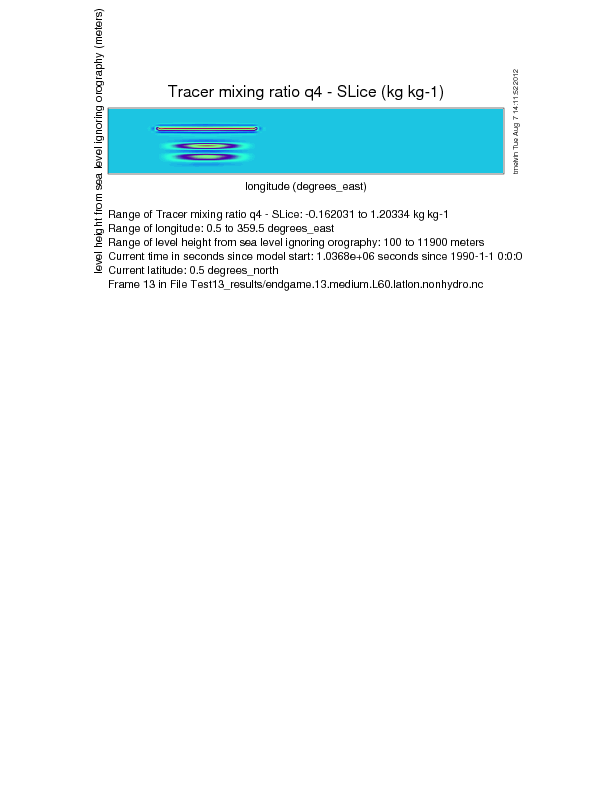 Tracer mixing ratio q4 - SLice (kg kg-1)
level height from sea level ignoring orography (meters)
tmelvin Tue Aug 7 14:11:52 2012
longitude (degrees_east)
Range of Tracer mixing ratio q4 - SLice: -0.162031 to 1.20334 kg kg-1
Range of longitude: 0.5 to 359.5 degrees_east
Range of level height from sea level ignoring orography: 100 to 11900 meters
Current time in seconds since model start: 1.0368e+06 seconds since 1990-1-1 0:0:0
Current latitude: 0.5 degrees_north
Frame 13 in File Test13_results/endgame.13.medium.L60.latlon.nonhydro.nc